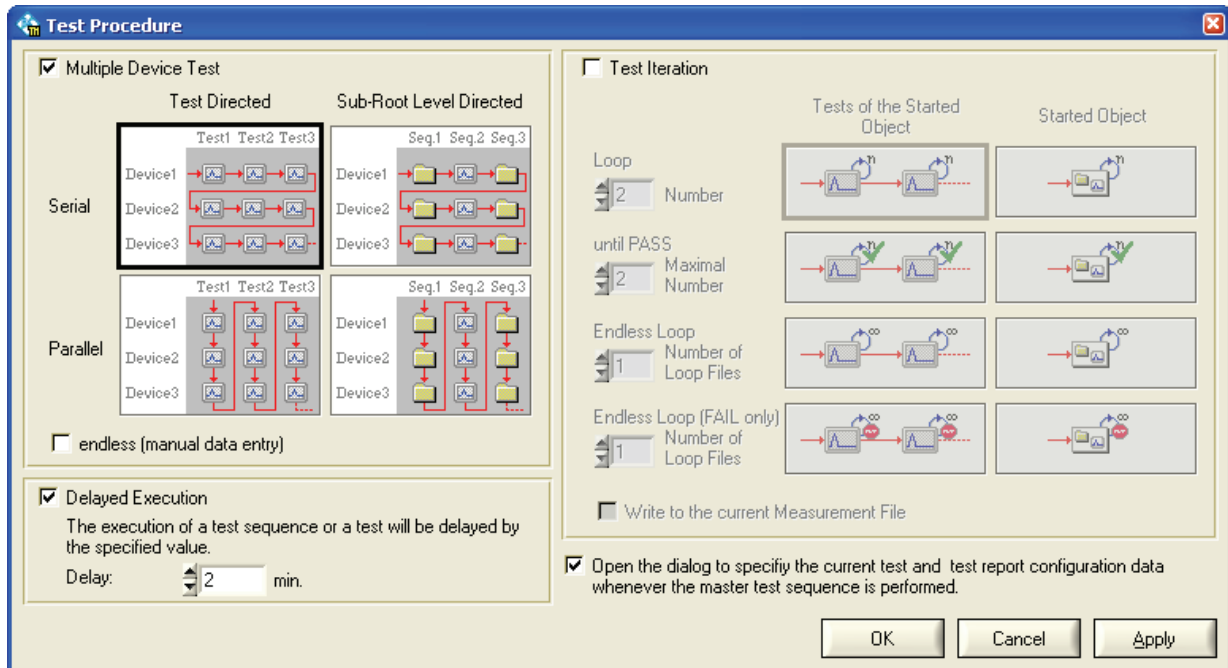 Test Procedure
Multiple Device Test
Test Directed
Sub-Root Level Directed
Serial
Test1 Test2 Test3
Device1
Device2
Device3
Seq.1 Seq.2 Seq.3
Device1
Device2
Device3
Parallel
Test1 Test2 Test3
Device1
Device2
Device3
Seq.1 Seq.2 Seq.3
Device1
Device2
Device3
endless (manual data entry)
Delayed Execution
The execution of a test sequence or a test will be delayed by
the specified value.
Delay:
2
min.
Test Iteration
Tests of the Started
Object
Started Object
Loop
2
Number
n
n
n
until PASS
2
Maximal
Number
n
n
n
Endless Loop
1
Number of
Loop Files
∞
∞
∞
Endless Loop (FAIL only)
1
Number of
Loop Files
∞
∞
∞
Write to the current Measurement File
Open the dialog to specifiy the current test and test report configuration data
whenever the master test sequence is performed.
OK
Cancel
Apply